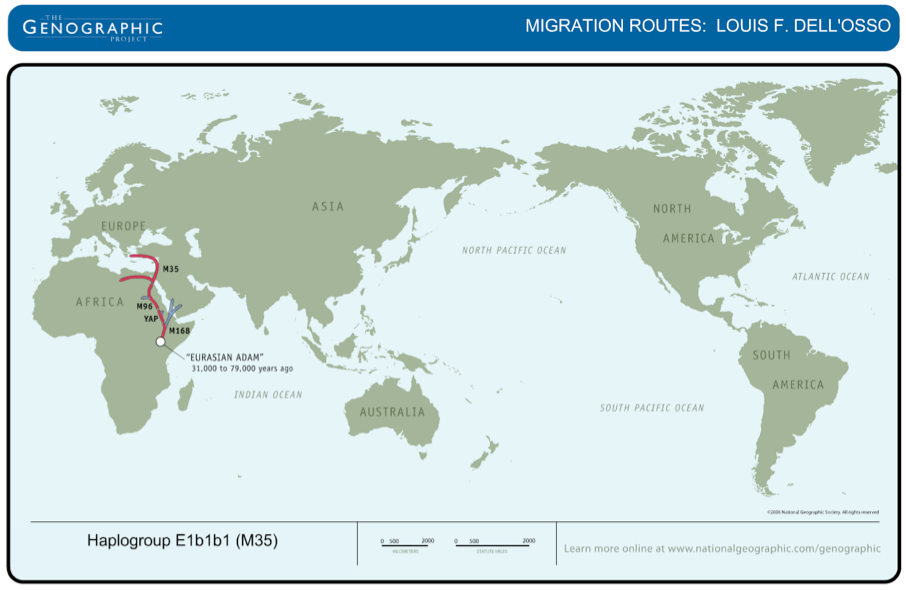 THE
GENOGRAPHIC
PROJECT
MIGRATION ROUTES: LOUIS F. DELL'OSSO
ASIA
EUROPE
NORTH
AMERICA
NORTH PACIFIC OCEAN
ATLANTIC OCEAN
M35
AFRICA
M96
YAP
M168
"EURASIAN ADAM"
31,000 to 79,000 years ago
SOUTH
AMERICA
INDIAN OCEAN
AUSTRALIA
SOUTH PACIFIC OCEAN
©2008 National Geographic Society. All rights reserved
Haplogroup E1b1b1 (M35)
0 500 2000
KILOMETERS
0 500 2000
STATUTE MILES
Learn more online at www.nationalgeographic.com/genographic